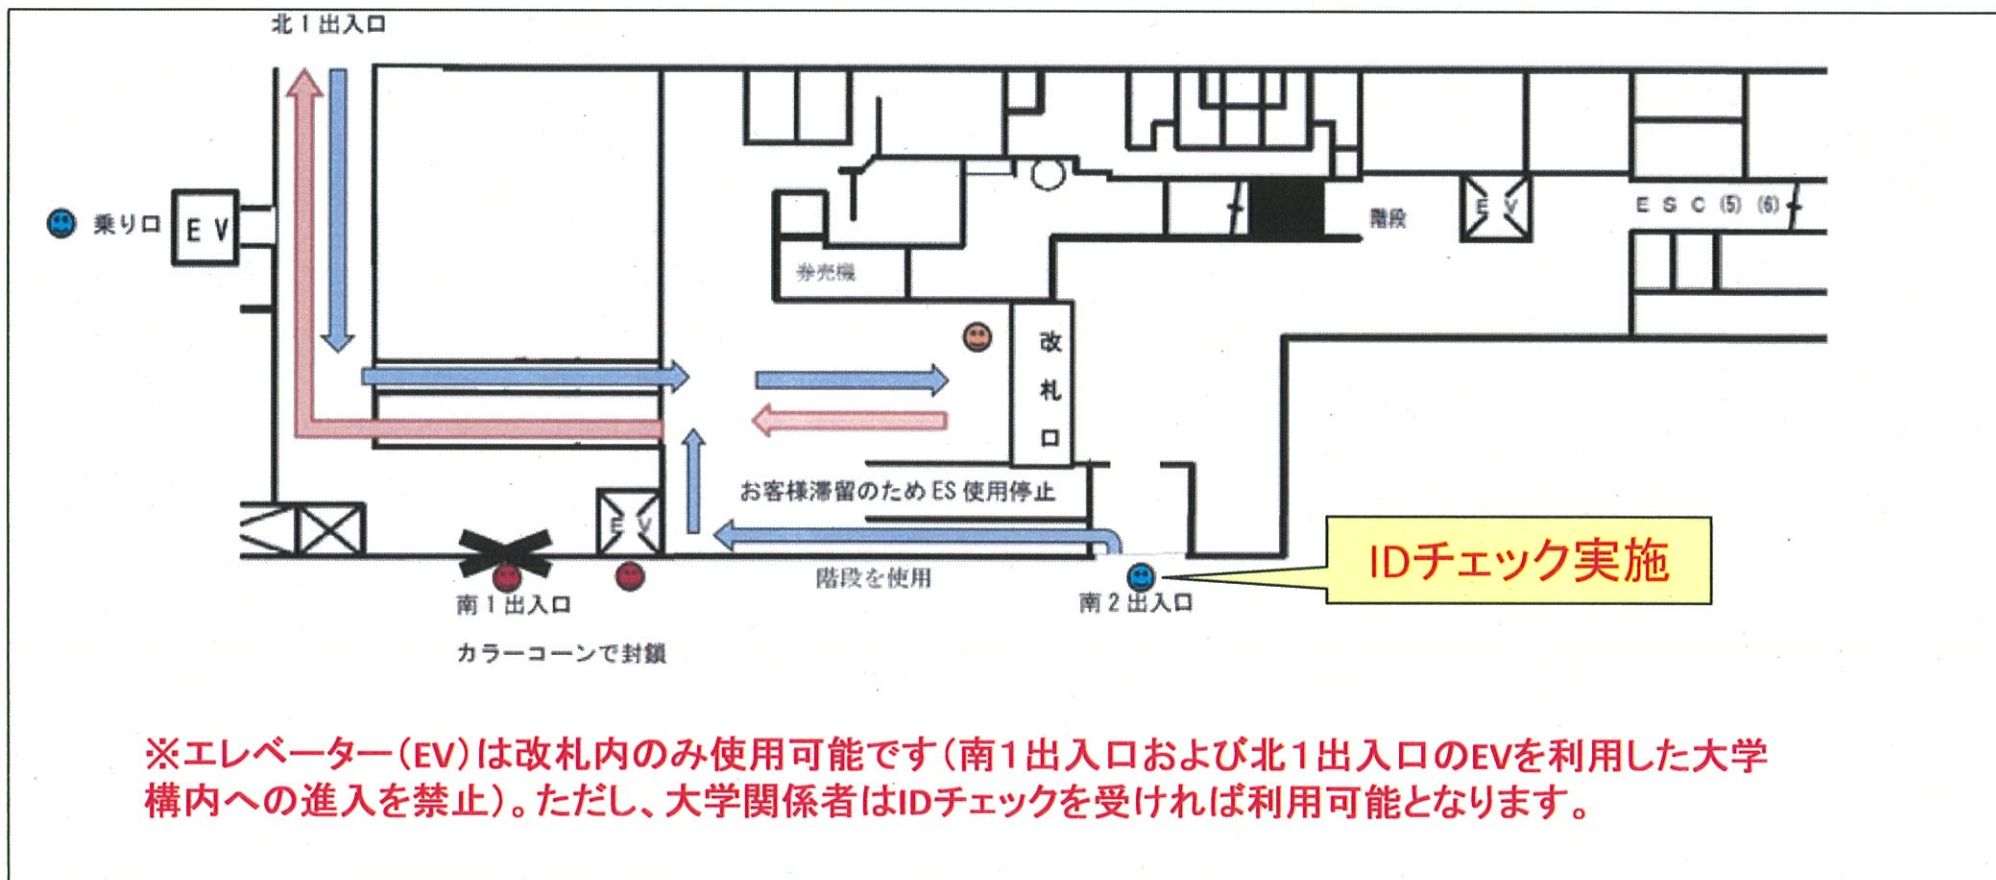 北1出入口
乗り口
EV
券売機
階段
EV
ESC(5)(6)
改札口
お客様滞留のためES使用停止
EV
階段を使用
IDチェック実施
南1出入口
南2出入口
カラーコーンで封鎖
※エレベーター(EV)は改札内のみ使用可能です(南1出入口および北1出入口のEVを利用した大学
構内への進入を禁止)。ただし、大学関係者はIDチェックを受ければ利用可能となります。